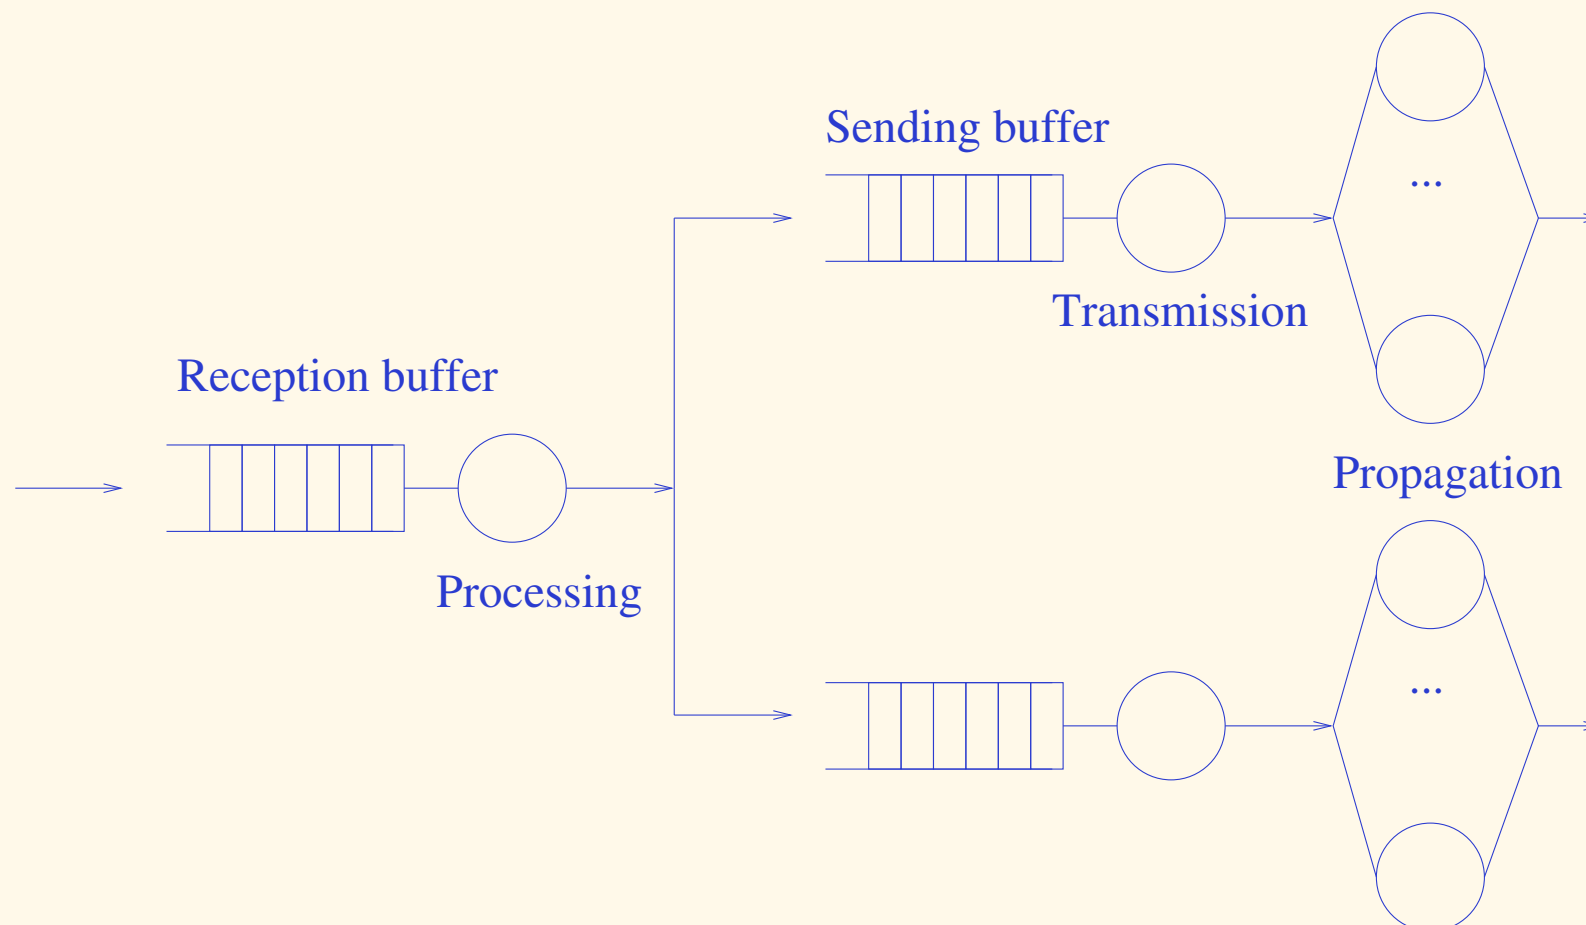 Sending buffer
...
Transmission
Reception buffer
Propagation
Processing
...